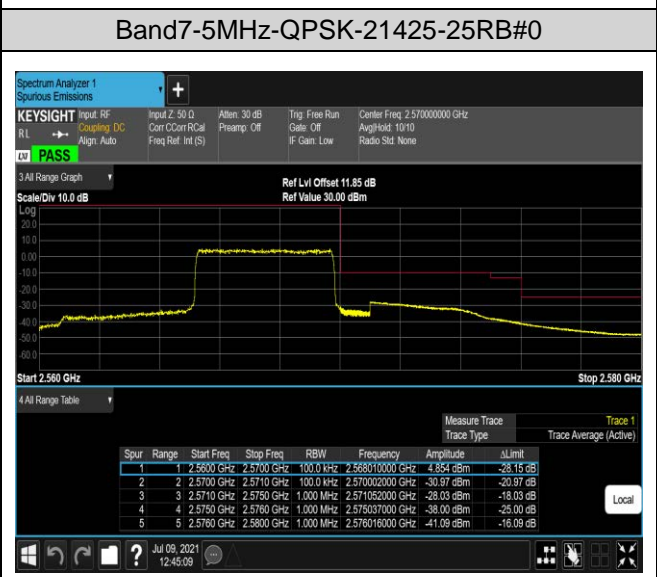 Band7-5MHz-QPSK-21425-25RB#0
Spectrum Analyzer 1
Spurious Emissions
+
KEYSIGHT Input: RF Input Z: 50 Ω Atten: 30 dB Trig: Free Run Center Freq: 2.570000000 GHz
RL Coupling: DC Corr CCorr RCal Preamp: Off Gate: Off Avg|Hold: 10/10
Align: Auto Freq Ref: Int (S) IF Gain: Low Radio Std: None
LXI PASS
3 All Range Graph
Ref Lvl Offset 11.85 dB
Scale/Div 10.0 dB Ref Value 30.00 dBm
Log
20.0
10.0
0.00
-10.0
-20.0
-30.0
-40.0
-50.0
-60.0
Start 2.560 GHz Stop 2.580 GHz
4 All Range Table
Measure Trace Trace 1
Trace Type Trace Average (Active)
Spur Range Start Freq Stop Freq RBW Frequency Amplitude ΔLimit
1 1 2.5600 GHz 2.5700 GHz 100.0 kHz 2.568010000 GHz 4.854 dBm -28.15 dB
2 2 2.5700 GHz 2.5710 GHz 100.0 kHz 2.570002000 GHz -30.97 dBm -20.97 dB
3 3 2.5710 GHz 2.5750 GHz 1.000 MHz 2.571052000 GHz -28.03 dBm -18.03 dB
4 4 2.5750 GHz 2.5760 GHz 1.000 MHz 2.575037000 GHz -38.00 dBm -25.00 dB
5 5 2.5760 GHz 2.5800 GHz 1.000 MHz 2.576016000 GHz -41.09 dBm -16.09 dB
Local
? Jul 09, 2021
12:45:09